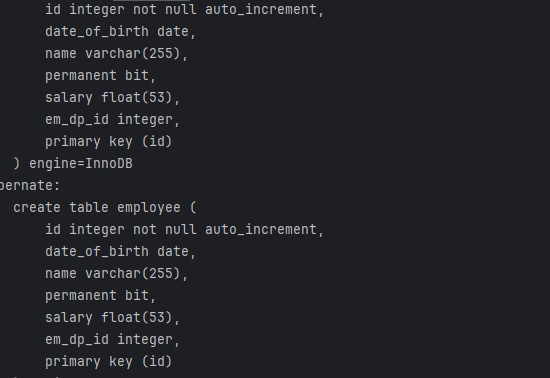 id integer not null auto_increment,
date_of_birth date,
name varchar(255),
permanent bit,
salary float(53),
em_dp_id integer,
primary key (id)
) engine=InnoDB
bernate:
create table employee (
id integer not null auto_increment,
date_of_birth date,
name varchar(255),
permanent bit,
salary float(53),
em_dp_id integer,
primary key (id)